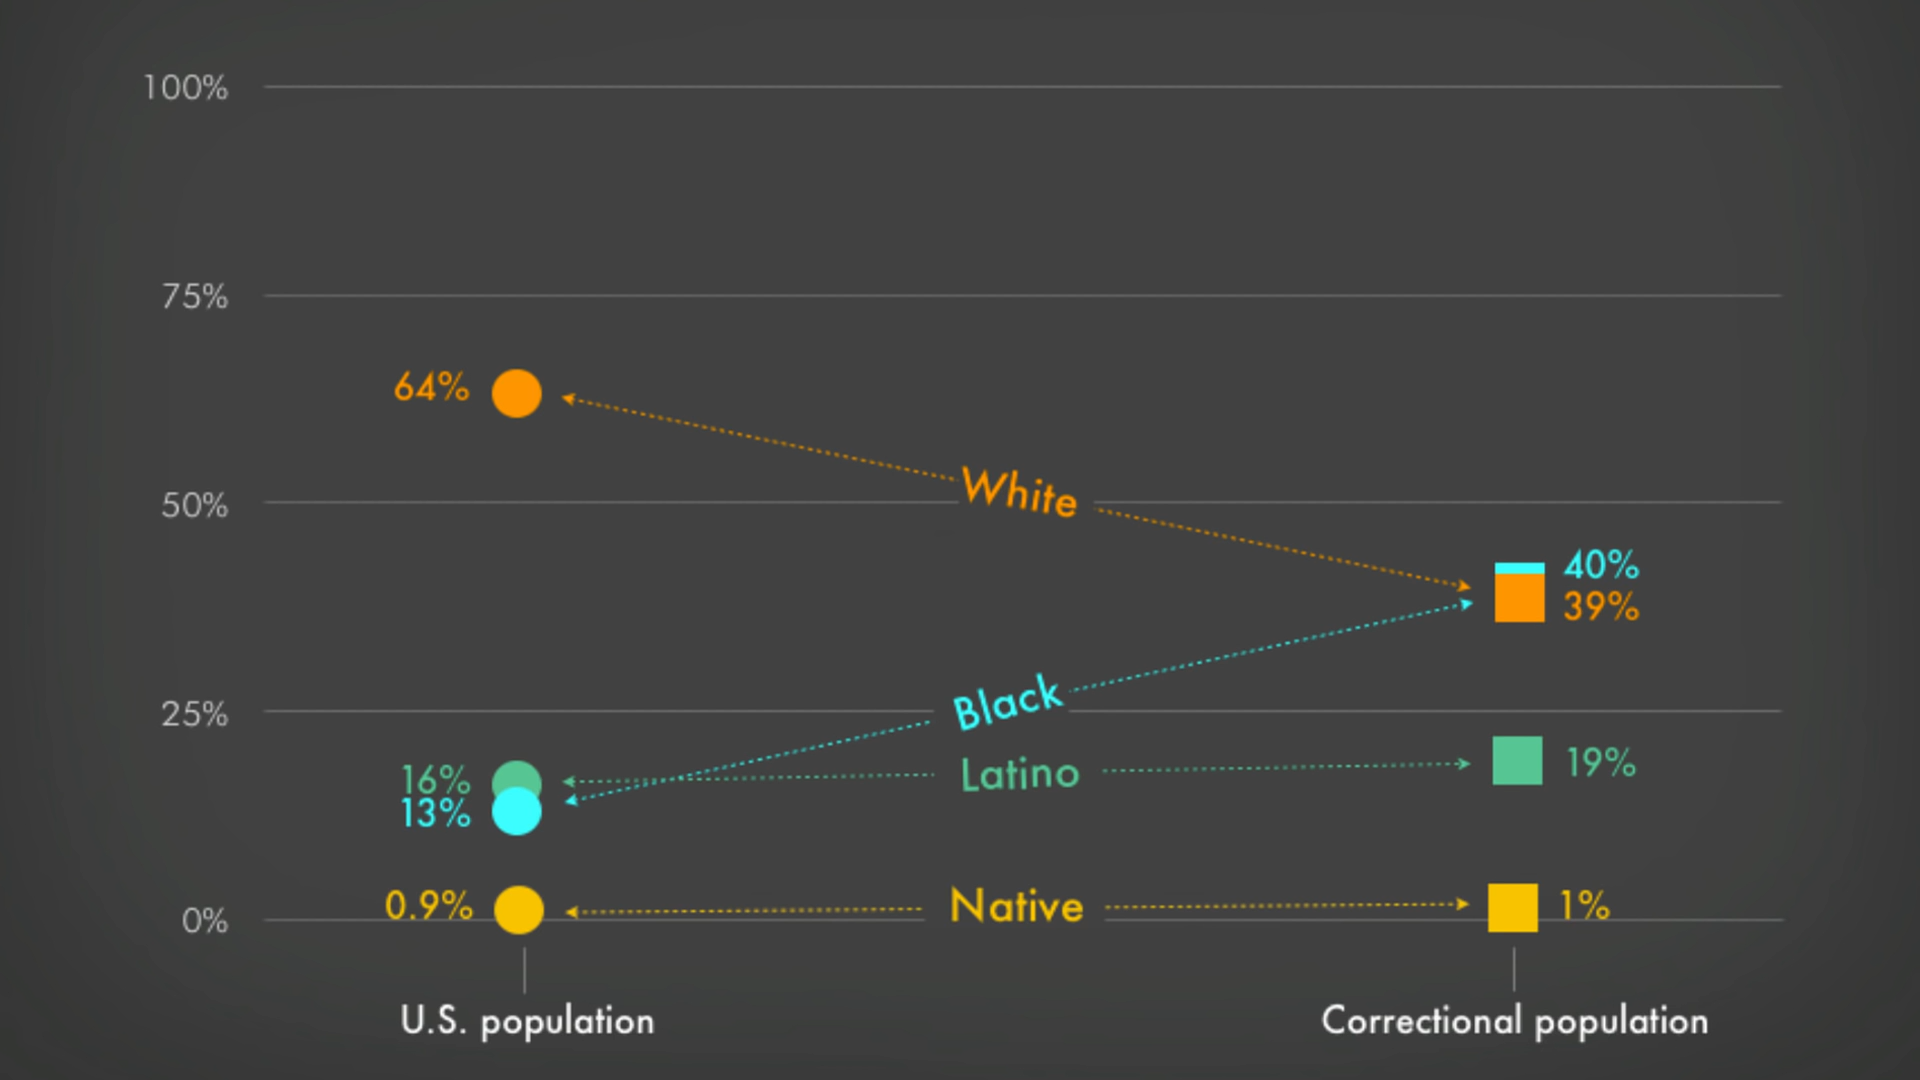 100%
75%
64%
White
50%
40%
39%
Black
25%
16%
Latino
19%
13%
0.9%
Native
1%
0%
U.S. population
Correctional population